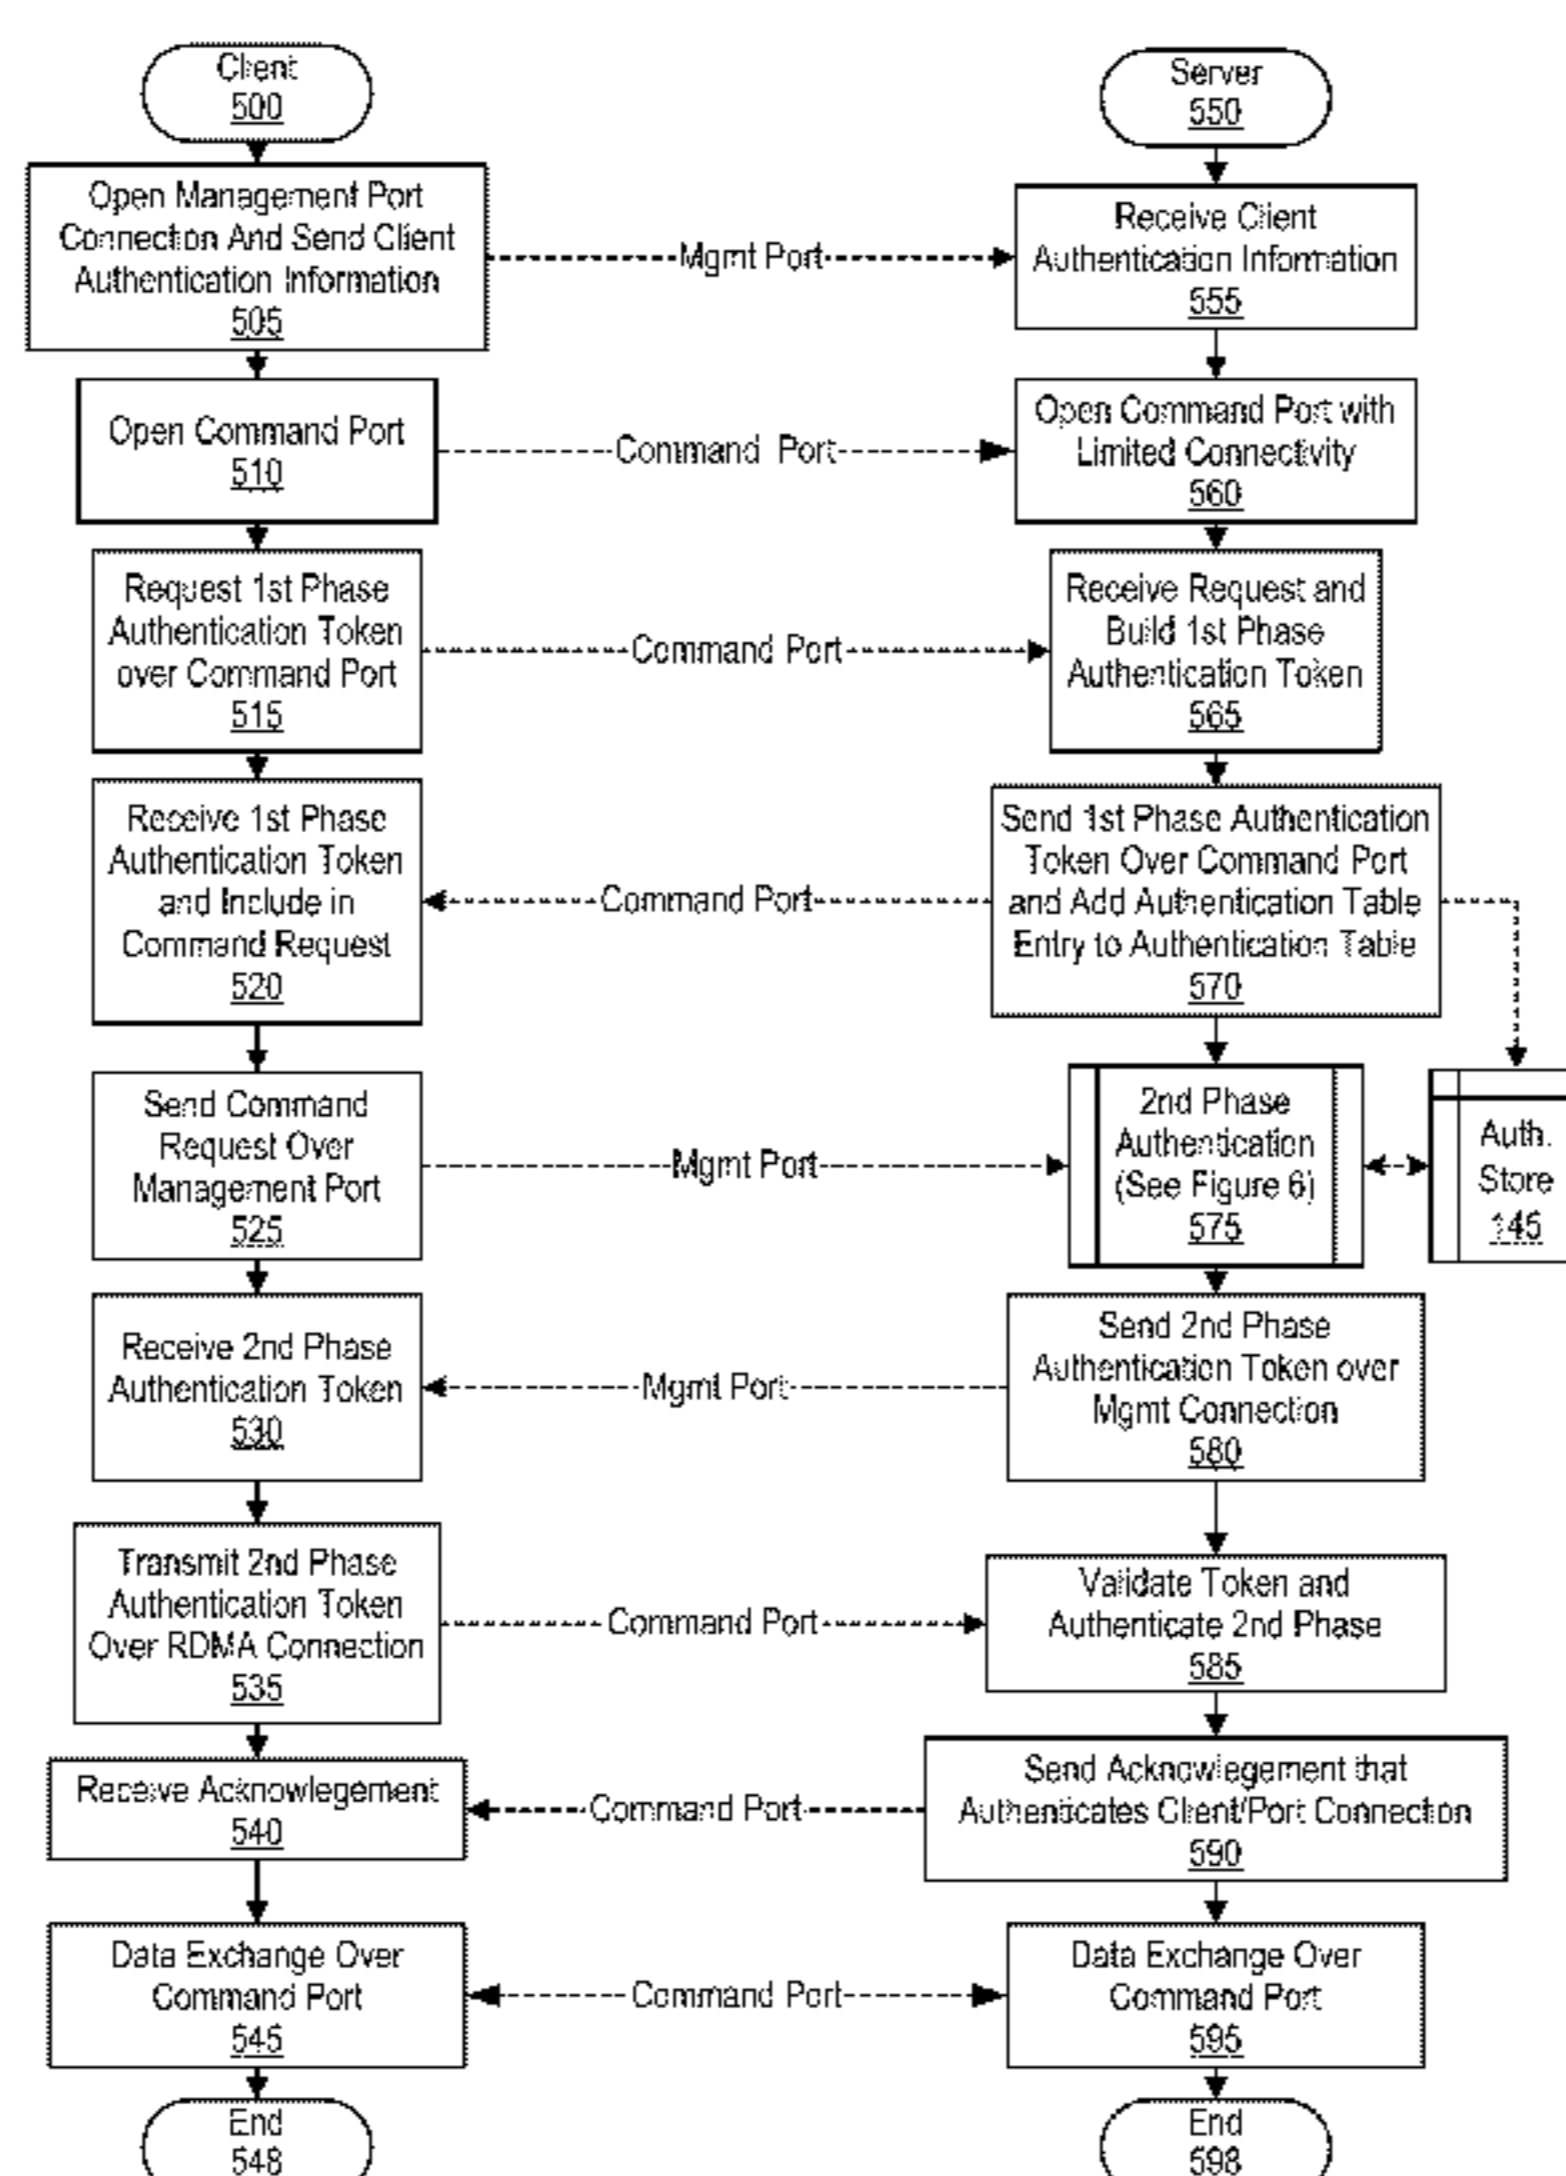 Client
500
Open Management Port
Connection And Send Client
Authentication Information
505
Mgmt Port
Open Command Port
510
Command Port
Request 1st Phase
Authentication Token
over Command Port
515
Command Port
Receive 1st Phase
Authentication Token
and Include in
Command Request
520
Command Port
Send Command
Request Over
Management Port
525
Mgmt Port
Receive 2nd Phase
Authentication Token
530
Mgmt Port
Transmit 2nd Phase
Authentication Token
Over RDMA Connection
535
Command Port
Receive Acknowlegement
540
Command Port
Data Exchange Over
Command Port
545
Command Port
End
548
Server
550
Receive Client
Authentication Information
555
Open Command Port with
Limited Connectivity
560
Receive Request and
Build 1st Phase
Authentication Token
565
Send 1st Phase Authentication
Token Over Command Port
and Add Authentication Table
Entry to Authentication Table
570
2nd Phase
Authentication
(See Figure 6)
575
Auth.
Store
145
Send 2nd Phase
Authentication Token over
Mgmt Connection
580
Validate Token and
Authenticate 2nd Phase
585
Send Acknowlegement that
Authenticates Client/Port Connection
590
Data Exchange Over
Command Port
595
End
598